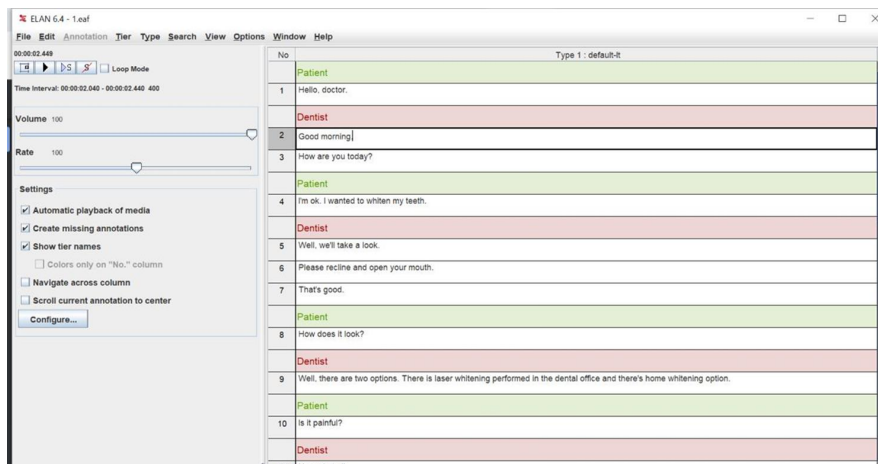 ELAN 6.4 - 1.eaf
File Edit Annotation Tier Type Search View Options Window Help
00:00:02.449
Loop Mode
Time Interval: 00:00:02.040 - 00:00:02.440 400
Volume 100
Rate 100
Settings
Automatic playback of media
Create missing annotations
Show tier names
Colors only on "No." column
Navigate across column
Scroll current annotation to center
Configure...
No Type 1 : default-lt
Patient
1 Hello, doctor.
Dentist
2 Good morning.
3 How are you today?
Patient
4 I'm ok. I wanted to whiten my teeth.
Dentist
5 Well, we'll take a look.
6 Please recline and open your mouth.
7 That's good.
Patient
8 How does it look?
Dentist
9 Well, there are two options. There is laser whitening performed in the dental office and there's home whitening option.
Patient
10 Is it painful?
Dentist